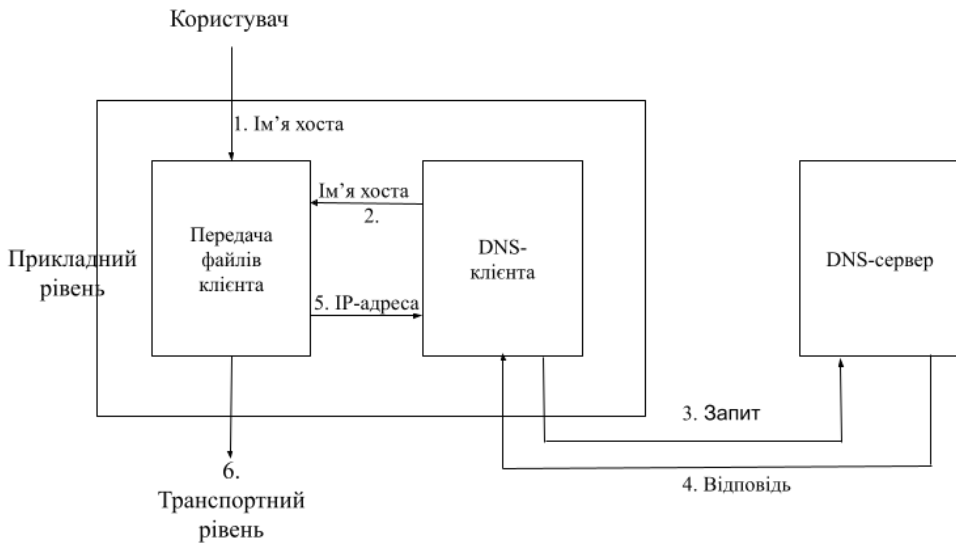 Користувач
1. Ім’я хоста
Ім’я хоста
2.
Передача
файлів
клієнта
DNS-
клієнта
DNS-сервер
Прикладний
рівень
5. IP-адреса
3. Запит
4. Відповідь
6.
Транспортний
рівень